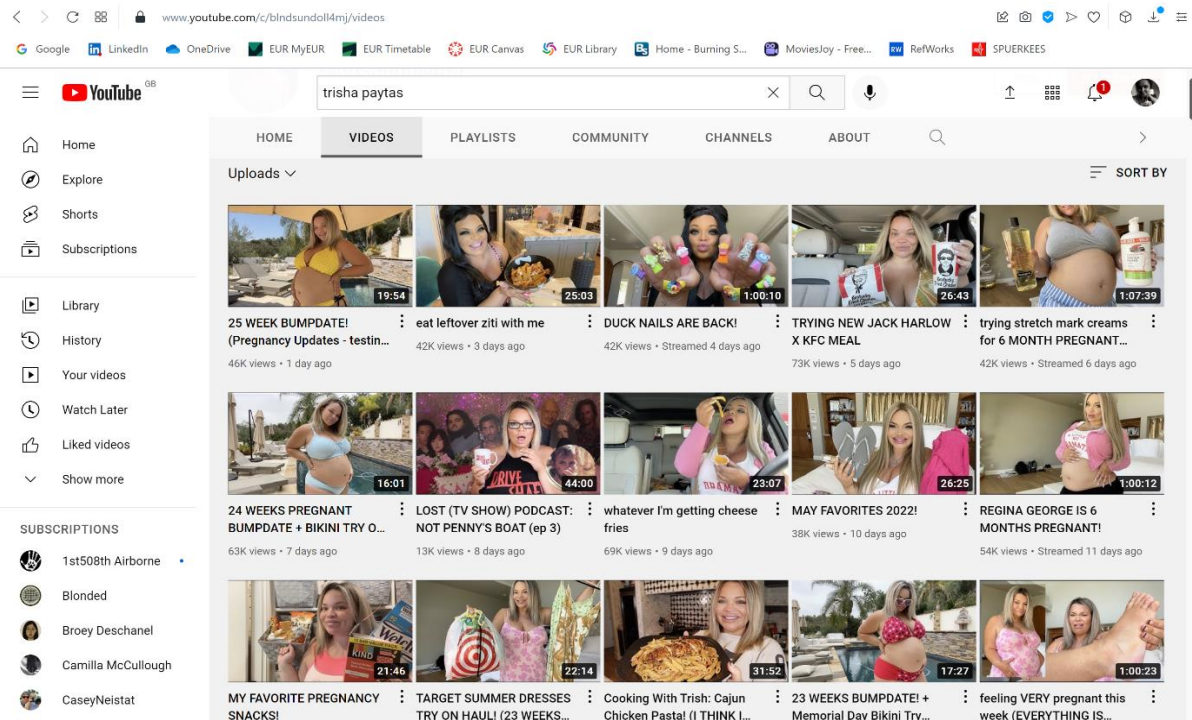 www.youtube.com/c/blndsundoll4mj/videos
Google LinkedIn OneDrive EUR MyEUR EUR Timetable EUR Canvas EUR Library Home - Burning S... MoviesJoy - Free... RW RefWorks SPUERKEES
YouTube GB
trisha paytas
1
HOME VIDEOS PLAYLISTS COMMUNITY CHANNELS ABOUT
Home
Explore
Shorts
Subscriptions
Library
History
Your videos
Watch Later
Liked videos
Show more
SUBSCRIPTIONS
1st508th Airborne
Blonded
Broey Deschanel
Camilla McCullough
CaseyNeistat
Uploads
SORT BY
19:54
25 WEEK BUMPDATE!
(Pregnancy Updates - testin...
46K views • 1 day ago
25:03
eat leftover ziti with me
42K views • 3 days ago
1:00:10
DUCK NAILS ARE BACK!
42K views • Streamed 4 days ago
26:43
TRYING NEW JACK HARLOW
X KFC MEAL
73K views • 5 days ago
1:07:39
trying stretch mark creams
for 6 MONTH PREGNANT...
42K views • Streamed 6 days ago
16:01
24 WEEKS PREGNANT
BUMPDATE + BIKINI TRY O...
63K views • 7 days ago
DRIVE
44:00
LOST (TV SHOW) PODCAST:
NOT PENNY'S BOAT (ep 3)
13K views • 8 days ago
23:07
whatever I'm getting cheese
fries
69K views • 9 days ago
26:25
MAY FAVORITES 2022!
38K views • 10 days ago
1:00:12
REGINA GEORGE IS 6
MONTHS PREGNANT!
54K views • Streamed 11 days ago
KIND
21:46
MY FAVORITE PREGNANCY
SNACKS!
22:14
TARGET SUMMER DRESSES
TRY ON HAUL! (23 WEEKS...
31:52
Cooking With Trish: Cajun
Chicken Pasta! (I THINK I...
17:27
23 WEEKS BUMPDATE! +
Memorial Day Bikini Try...
1:00:23
feeling VERY pregnant this
week (EVERYTHING IS...